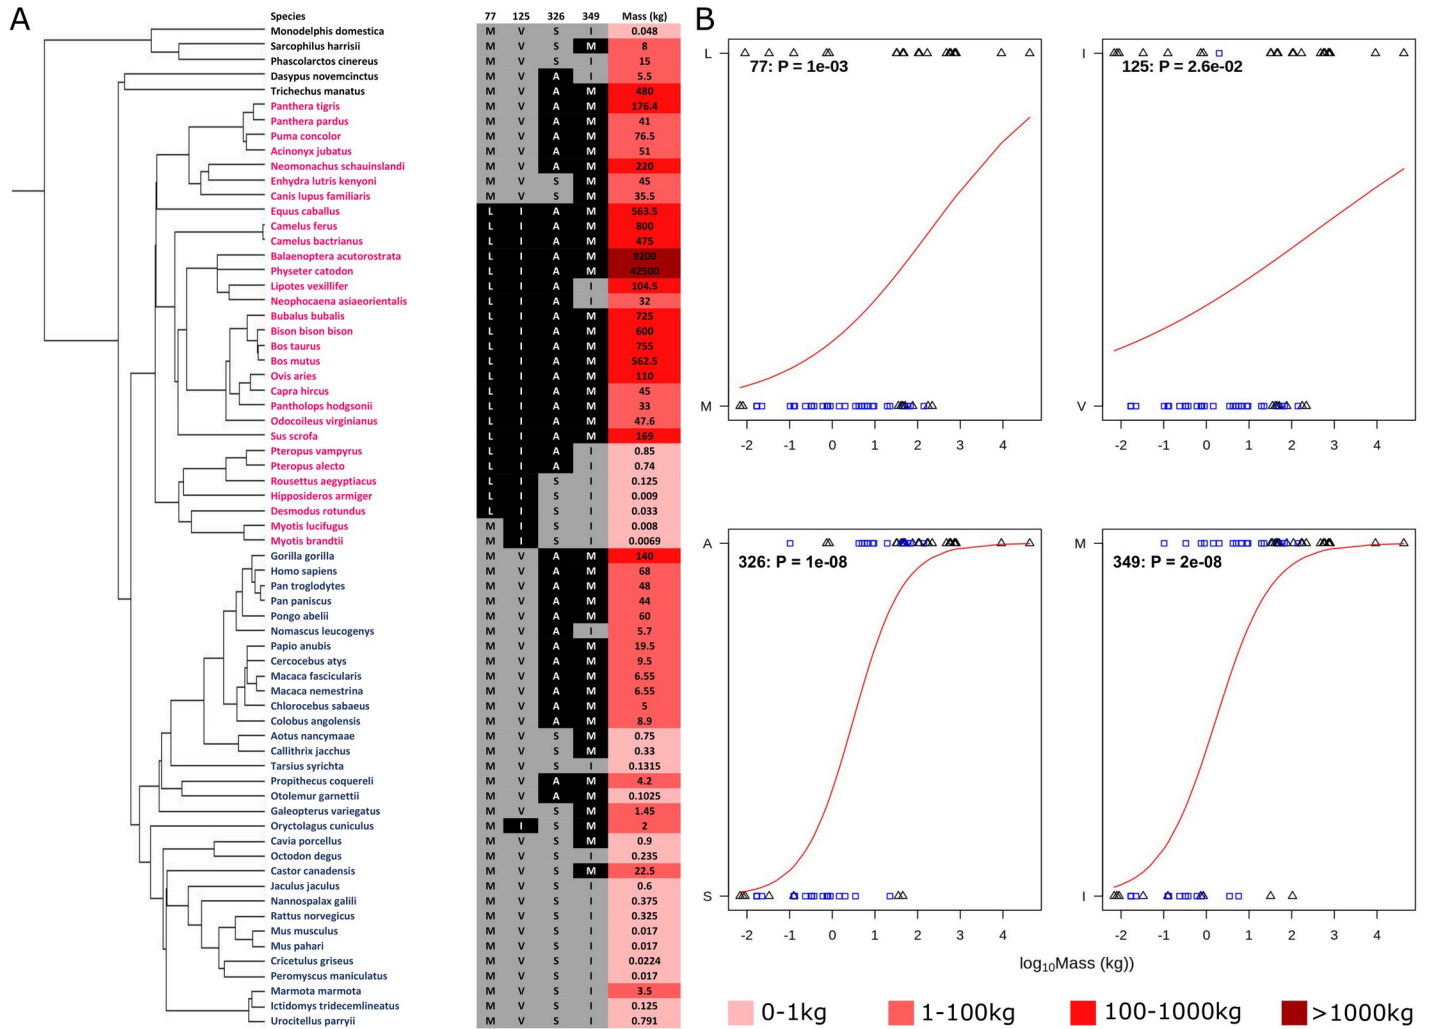 A
Species 77 125 326 349 Mass (kg)
Monodelphis domestica M V S I 0.048
Sarcophilus harrisii M V S M 8
Phascolarctos cinereus M V S I 15
Dasypus novemcinctus M V A I 5.5
Trichechus manatus M V A M 480
Panthera tigris M V A M 176.4
Panthera pardus M V A M 41
Puma concolor M V A M 76.5
Acinonyx jubatus M V A M 51
Neomonachus schauinslandi M V A M 220
Enhydra lutris kenyoni M V S M 45
Canis lupus familiaris M V S M 35.5
Equus caballus L I A M 563.5
Camelus ferus L I A M 800
Camelus bactrianus L I A M 475
Balaenoptera acutorostrata L I A M 9200
Physeter catodon L I A M 42500
Lipotes vexillifer L I A I 104.5
Neophocaena asiaeorientalis L I A I 32
Bubalus bubalis L I A M 725
Bison bison bison L I A M 600
Bos taurus L I A M 755
Bos mutus L I A M 562.5
Ovis aries L I A M 110
Capra hircus L I A M 45
Pantholops hodgsonii L I A M 33
Odocoileus virginianus L I A M 47.6
Sus scrofa L I A M 169
Pteropus vampyrus L I A I 0.85
Pteropus alecto L I A I 0.74
Rousettus aegyptiacus L I S I 0.125
Hipposideros armiger L I S I 0.009
Desmodus rotundus L I S I 0.033
Myotis lucifugus M I S I 0.008
Myotis brandtii M I S I 0.0069
Gorilla gorilla M V A M 140
Homo sapiens M V A M 68
Pan troglodytes M V A M 48
Pan paniscus M V A M 44
Pongo abelii M V A M 60
Nomascus leucogenys M V A I 5.7
Papio anubis M V A M 19.5
Cercocebus atys M V A M 9.5
Macaca fascicularis M V A M 6.55
Macaca nemestrina M V A M 6.55
Chlorocebus sabaeus M V A M 5
Colobus angolensis M V A M 8.9
Aotus nancymaae M V S M 0.75
Callithrix jacchus M V S M 0.33
Tarsius syrichta M V S I 0.1315
Propithecus coquereli M V A M 4.2
Otolemur garnettii M V A M 0.1025
Galeopterus variegatus M V S M 1.45
Oryctolagus cuniculus M I S M 2
Cavia porcellus M V S M 0.9
Octodon degus M V S I 0.235
Castor canadensis M V S M 22.5
Jaculus jaculus M V S I 0.6
Nannospalax galili M V S I 0.375
Rattus norvegicus M V S I 0.325
Mus musculus M V S I 0.017
Mus pahari M V S I 0.017
Cricetulus griseus M V S I 0.0224
Peromyscus maniculatus M V S I 0.017
Marmota marmota M V S I 3.5
Ictidomys tridecemlineatus M V S I 0.125
Urocitellus parryii M V S I 0.791
B
L
77: P = 1e-03
M
-2 -1 0 1 2 3 4
I
125: P = 2.6e-02
V
-2 -1 0 1 2 3 4
A
326: P = 1e-08
S
-2 -1 0 1 2 3 4
M
349: P = 2e-08
I
-2 -1 0 1 2 3 4
log10Mass (kg))
0-1kg 1-100kg 100-1000kg >1000kg